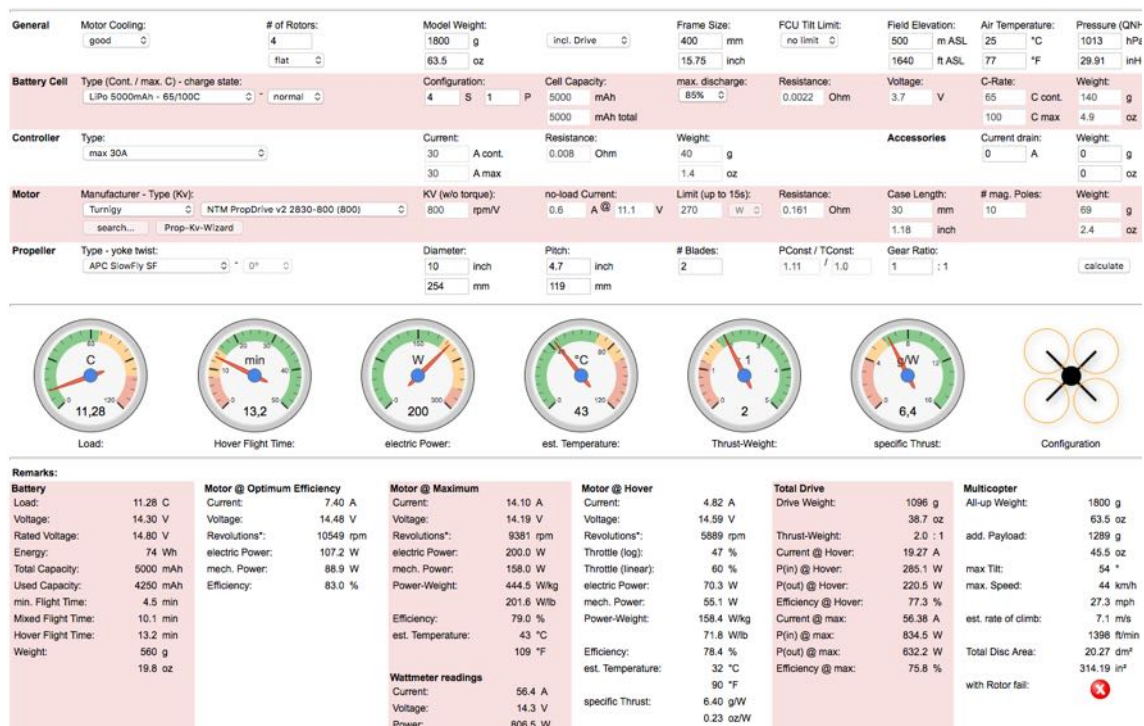 General Motor Cooling: # of Rotors: Model Weight: Frame Size: FCU Tilt Limit: Field Elevation: Air Temperature: Pressure (QNH
good 4 1800 g incl. Drive 400 mm no limit 500 m ASL 25 °C 1013 hPa
flat 63.5 oz 15.75 inch 1640 ft ASL 77 °F 29.91 inH
Battery Cell Type (Cont. / max. C) - charge state: Configuration: Cell Capacity: max. discharge: Resistance: Voltage: C-Rate: Weight:
LiPo 5000mAh - 65/100C - normal 4 S 1 P 5000 mAh 85% 0.0022 Ohm 3.7 V 65 C cont. 140 g
5000 mAh total 100 C max 4.9 oz
Controller Type: Current: Resistance: Weight: Accessories Current drain: Weight:
max 30A 30 A cont. 0.008 Ohm 40 g 0 A 0 g
30 A max 1.4 oz 0 oz
Motor Manufacturer - Type (Kv): KV (w/o torque): no-load Current: Limit (up to 15s): Resistance: Case Length: # mag. Poles: Weight:
Turnigy NTM PropDrive v2 2830-800 (800) 800 rpm/V 0.6 A @ 11.1 V 270 W 0.161 Ohm 30 mm 10 69 g
search... Prop-Kv-Wizard 1.18 inch 2.4 oz
Propeller Type - yoke twist: Diameter: Pitch: # Blades: PConst / TConst: Gear Ratio:
APC SlowFly SF - 0° 10 inch 4.7 inch 2 1.11 / 1.0 1 : 1 calculate
254 mm 119 mm
C min W °C g/W
11,28 13,2 200 43 2 6,4
Load: Hover Flight Time: electric Power: est. Temperature: Thrust-Weight: specific Thrust: Configuration
Remarks:
Battery
Load: 11.28 C
Voltage: 14.30 V
Rated Voltage: 14.80 V
Energy: 74 Wh
Total Capacity: 5000 mAh
Used Capacity: 4250 mAh
min. Flight Time: 4.5 min
Mixed Flight Time: 10.1 min
Hover Flight Time: 13.2 min
Weight: 560 g
19.8 oz
Motor @ Optimum Efficiency
Current: 7.40 A
Voltage: 14.48 V
Revolutions*: 10549 rpm
electric Power: 107.2 W
mech. Power: 88.9 W
Efficiency: 83.0 %
Motor @ Maximum
Current: 14.10 A
Voltage: 14.19 V
Revolutions*: 9381 rpm
electric Power: 200.0 W
mech. Power: 158.0 W
Power-Weight: 444.5 W/kg
201.6 W/lb
Efficiency: 79.0 %
est. Temperature: 43 °C
109 °F
Wattmeter readings
Current: 56.4 A
Voltage: 14.3 V
Power: 806.5 W
Motor @ Hover
Current: 4.82 A
Voltage: 14.59 V
Revolutions*: 5889 rpm
Throttle (log): 47 %
Throttle (linear): 60 %
electric Power: 70.3 W
mech. Power: 55.1 W
Power-Weight: 158.4 W/kg
71.8 W/lb
Efficiency: 78.4 %
est. Temperature: 32 °C
90 °F
specific Thrust: 6.40 g/W
0.23 oz/W
Total Drive
Drive Weight: 1096 g
38.7 oz
Thrust-Weight: 2.0 : 1
Current @ Hover: 19.27 A
P(in) @ Hover: 285.1 W
P(out) @ Hover: 220.5 W
Efficiency @ Hover: 77.3 %
Current @ max: 56.38 A
P(in) @ max: 834.5 W
P(out) @ max: 632.2 W
Efficiency @ max: 75.8 %
Multicopter
All-up Weight: 1800 g
63.5 oz
add. Payload: 1289 g
45.5 oz
max Tilt: 54 °
max. Speed: 44 km/h
27.3 mph
est. rate of climb: 7.1 m/s
1398 ft/min
Total Disc Area: 20.27 dm²
314.19 in²
with Rotor fail: